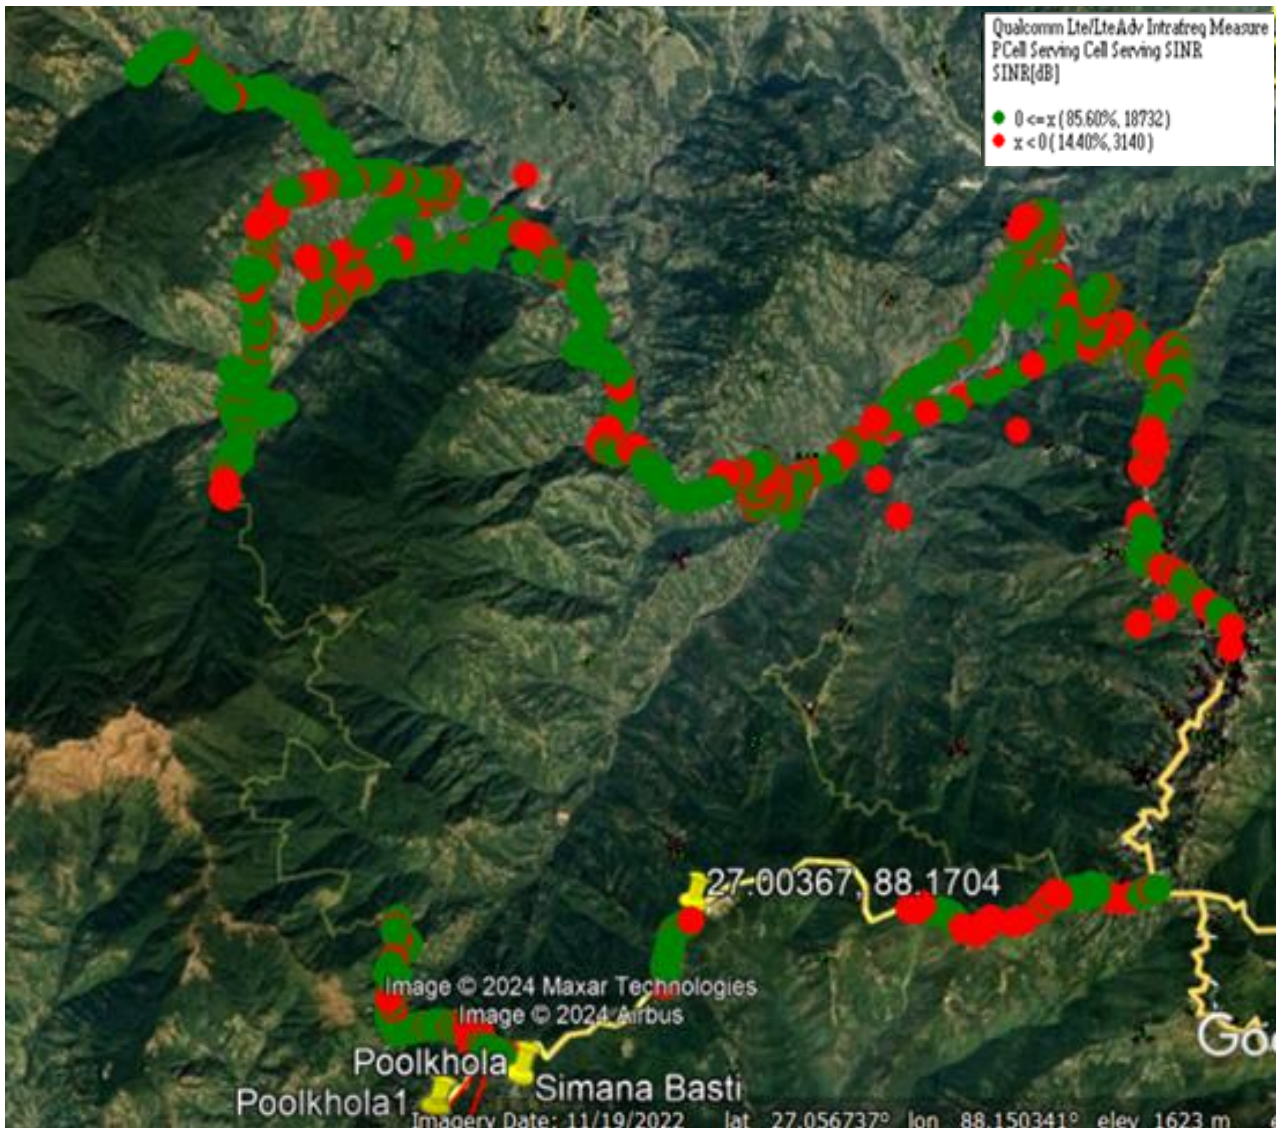 Qualcomm Lte/LteAdv Intrafreq Measure
PCell Serving Cell Serving SINR
SINR[dB]
0 <= x ( 85.60%, 18732)
x < 0 ( 14.40%, 3140 )
27.00367, 88.1704
Image © 2024 Maxar Technologies
Image © 2024 Airbus
Goo
Poolkhola
Simana Basti
Poolkhola1
Imagery Date: 11/19/2022 lat 27.056737° lon 88.150341° elev 1623 m